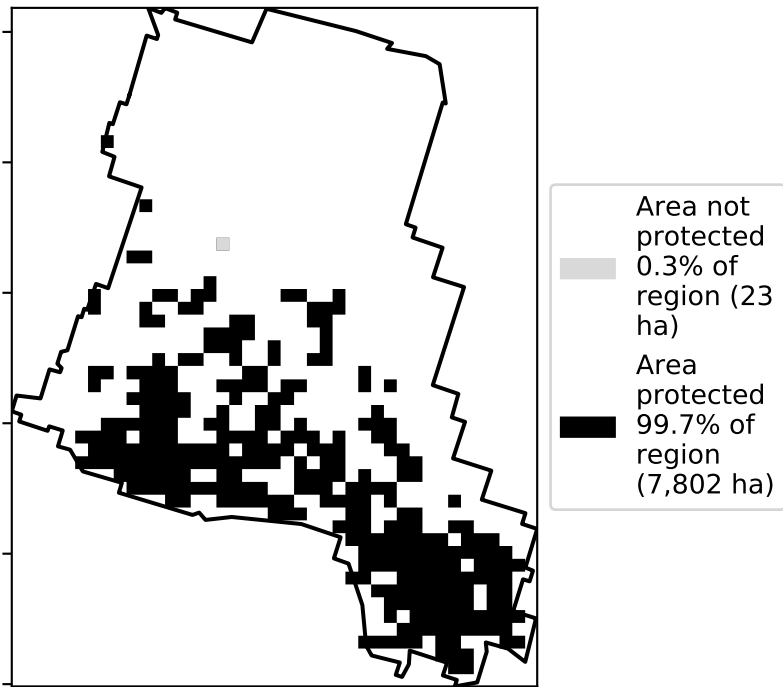 Area not
protected
0.3% of
region (23
ha)
Area
protected
99.7% of
region
(7,802 ha)